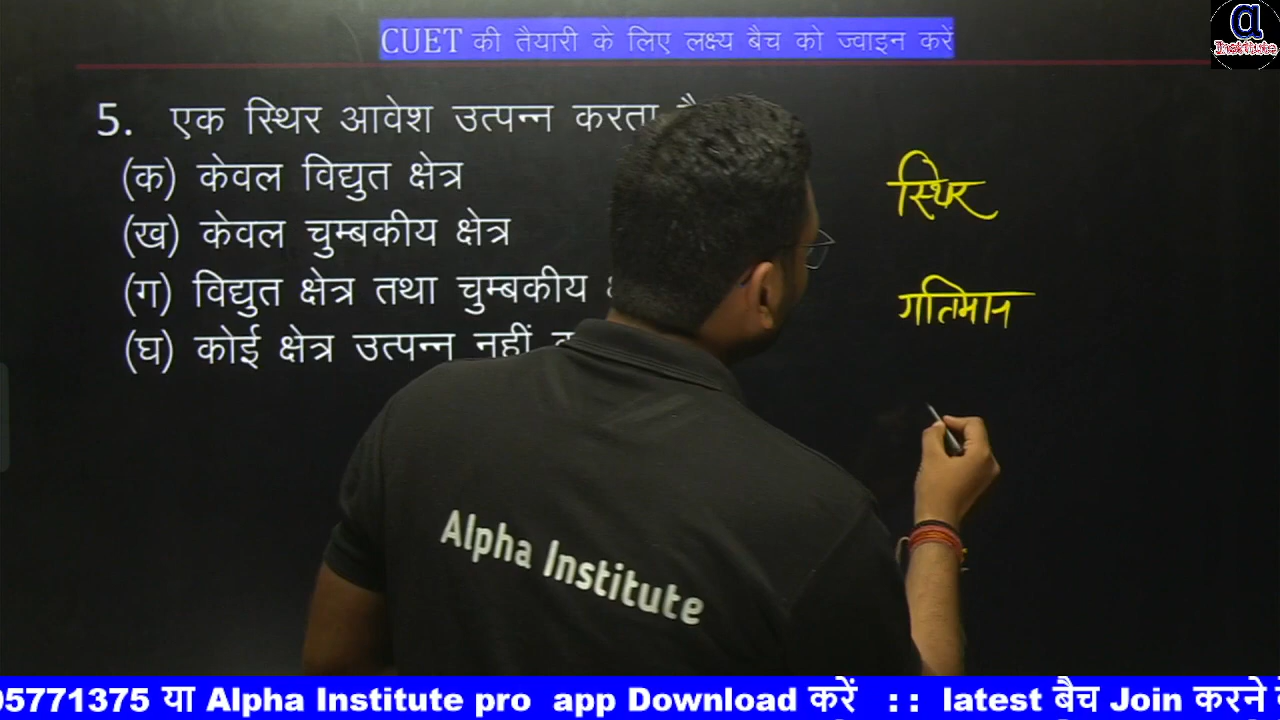 CUET की तैयारी के लिए लक्ष्य बैच को ज्वाइन करें
a
Institute
5. एक स्थिर आवेश उत्पन्न करता
(क) केवल विद्युत क्षेत्र
(ख) केवल चुम्बकीय क्षेत्र
(ग) विद्युत क्षेत्र तथा चुम्बकीय
(घ) कोई क्षेत्र उत्पन्न नहीं
स्थिर
गतिमान
Alpha Institute
05771375 या Alpha Institute pro app Download करें :: latest बैच Join करने